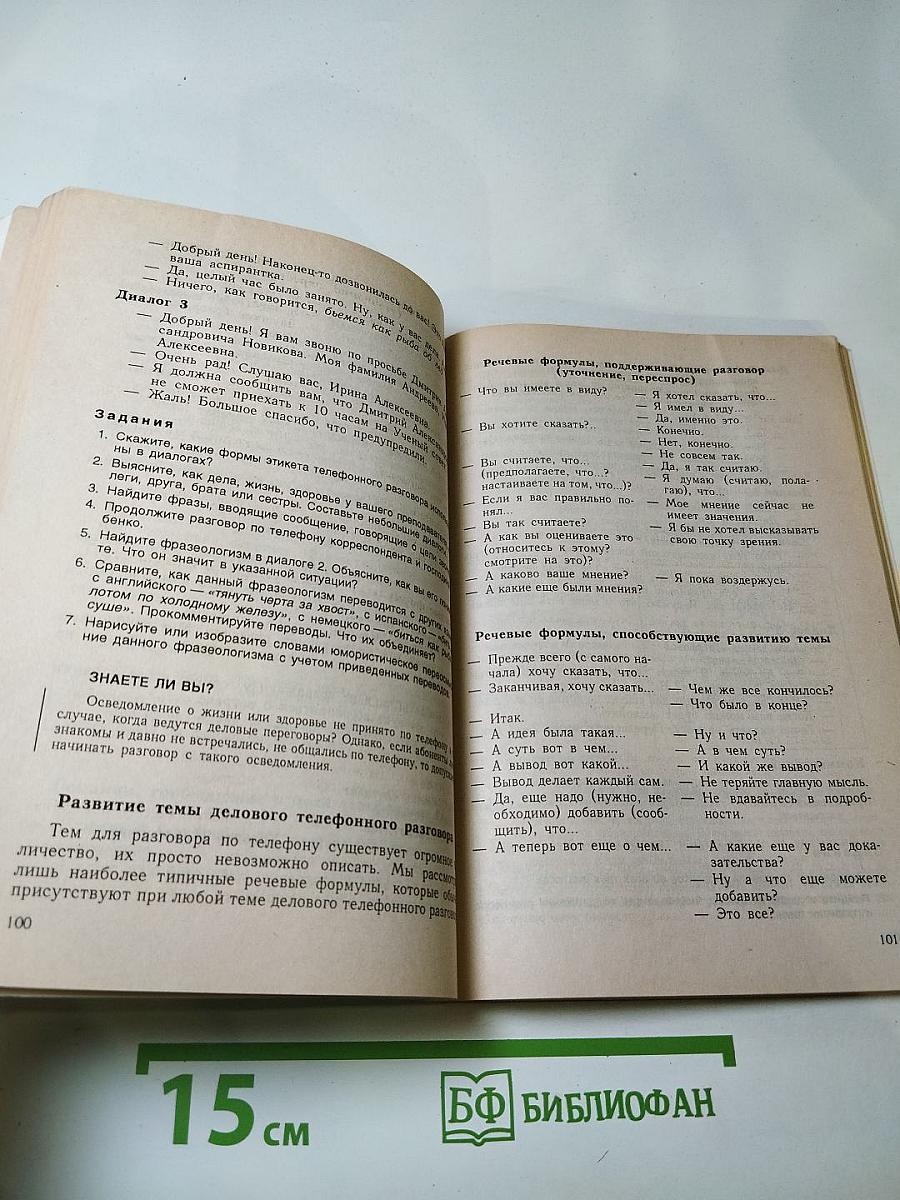 — Добрый день! Наконец-то дозвонилась до вас! Это
ваша аспирантка.
— Да, целый час было занято. Ну, как у вас дела,
— Ничего, как говорится, бьемся как рыба об лед
Диалог 3
— Добрый день! Я вам звоню по просьбе Дмитрия
сандровича Новикова. Моя фамилия Андреева,
Алексеевна.
— Очень рад! Слушаю вас, Ирина Алексеевна.
— Я должна сообщить вам, что Дмитрий Александр
не сможет приехать к 10 часам на Ученый совет
— Жаль! Большое спасибо, что предупредили.
Задания
1. Скажите, какие формы этикета телефонного разговора использо
ны в диалогах?
2. Выясните, как дела, жизнь, здоровье у вашего преподавателя,
леги, друга, брата или сестры. Составьте небольшие диалоги.
3. Найдите фразы, вводящие сообщение, говорящие о цели
4. Продолжите разговор по телефону корреспондента и господина
бенко.
5. Найдите фразеологизм в диалоге 2. Объясните, как вы его
те. Что он значит в указанной ситуации?
6. Сравните, как данный фразеологизм переводится с других
с английского — «тянуть черта за хвост», с испанского —
лотом по холодному железу», с немецкого — «биться как рыба
суше». Прокомментируйте переводы. Что их объединяет?
7. Нарисуйте или изобразите словами юмористическое
ние данного фразеологизма с учетом приведенных переводов
ЗНАЕТЕ ЛИ ВЫ?
Осведомление о жизни или здоровье не принято по телефону в
случае, когда ведутся деловые переговоры? Однако, если абоненты
знакомы и давно не встречались, не общались по телефону, то
начинать разговор с такого осведомления.
Развитие темы делового телефонного разговора
Тем для разговора по телефону существует огромное
личество, их просто невозможно описать. Мы рассмот
лишь наиболее типичные речевые формулы, которые
присутствуют при любой теме делового телефонного разгово
100
Речевые формулы, поддерживающие разговор
(уточнение, переспрос)
— Что вы имеете в виду?
— Я хотел сказать, что...
— Я имел в виду...
— Да, именно это.
— Вы хотите сказать?..
— Конечно.
— Нет, конечно.
— Не совсем так.
— Вы считаете, что...
— Да, я так считаю.
(предполагаете, что...?
— Я думаю (считаю, пола-
настаиваете на том, что...)?
гаю), что...
— Если я вас правильно по-
— Мое мнение сейчас не
нял...
имеет значения.
— Вы так считаете?
— Я бы не хотел высказывать
— А как вы оцениваете это
свою точку зрения.
(относитесь к этому?
смотрите на это)?
— А каково ваше мнение?
— Я пока воздержусь.
— А какие еще были мнения?
Речевые формулы, способствующие развитию темы
— Прежде всего (с самого на-
чала) хочу сказать, что...
— Заканчивая, хочу сказать...
— Чем же все кончилось?
— Что было в конце?
— Итак.
— А идея была такая...
— Ну и что?
— А суть вот в чем...
— А в чем суть?
— А вывод вот какой...
— И какой же вывод?
— Вывод делает каждый сам.
— Не теряйте главную мысль.
— Да, еще надо (нужно, не-
— Не вдавайтесь в подроб-
обходимо) добавить (сооб-
ности.
щить), что...
— А теперь вот еще о чем...
— А какие еще у вас дока-
зательства?
— Ну а что еще можете
добавить?
— Это все?
101
15 см
БФ БИБЛИОФАН